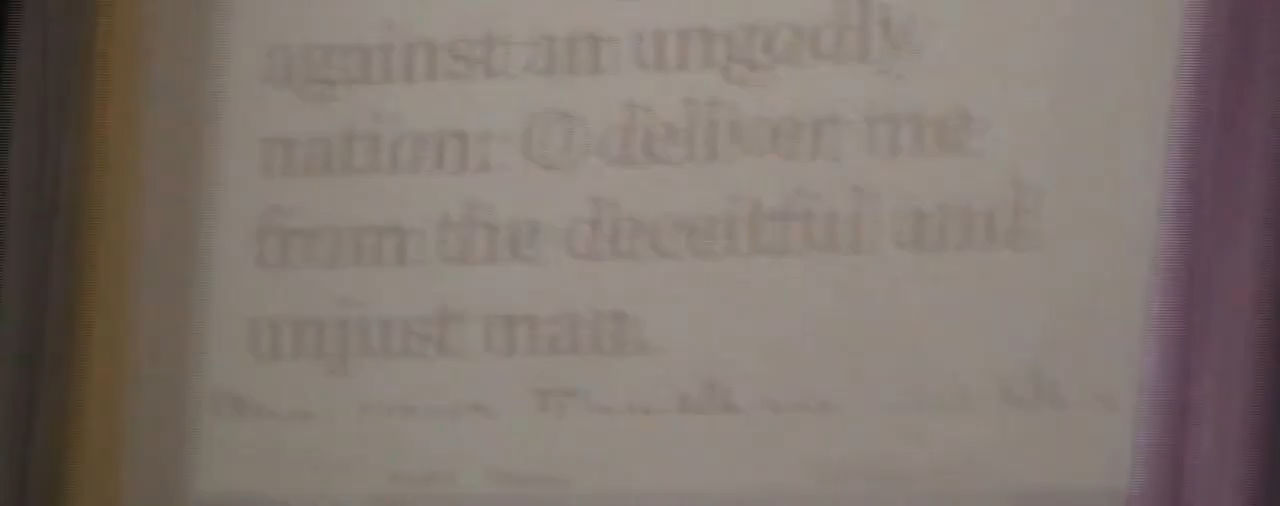 against an ungodly
nation: O deliver me
from the deceitful and
unjust man.